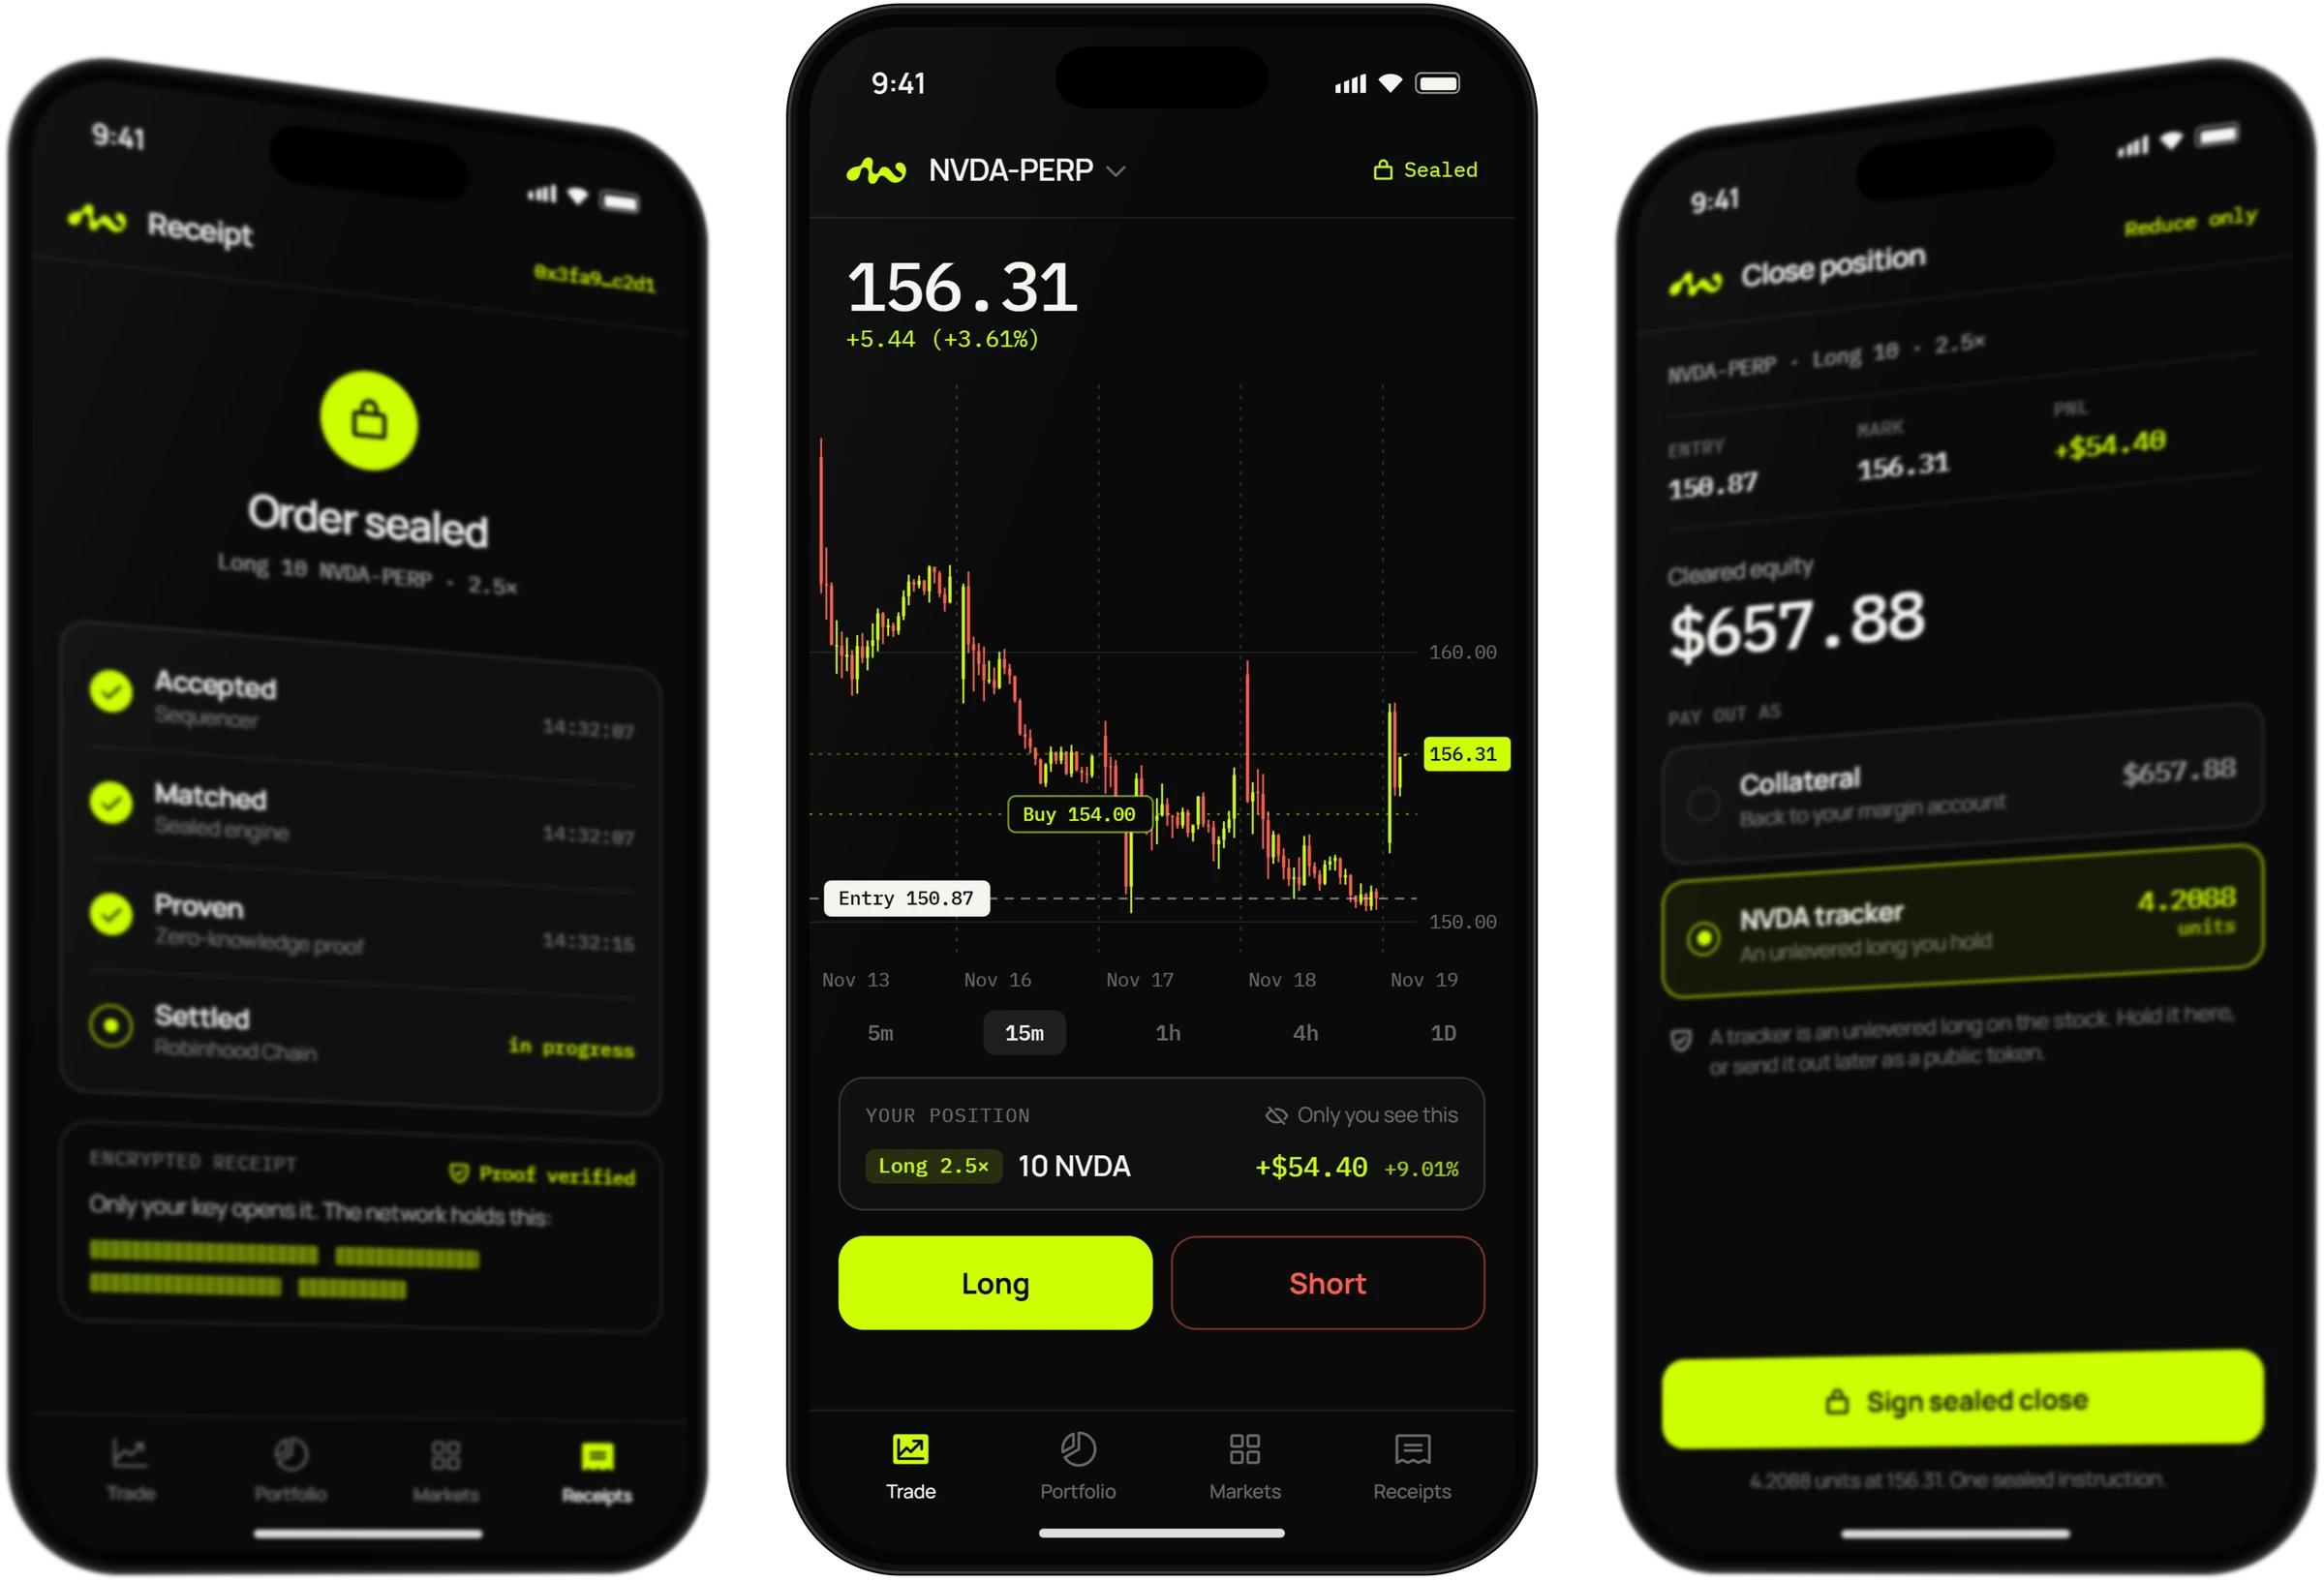 9:41
Receipt
0x3fa9…c2d1
Order sealed
Long 10 NVDA-PERP · 2.5×
Accepted
Sequencer
14:32:07
Matched
Sealed engine
14:32:07
Proven
Zero-knowledge proof
14:32:15
Settled
Robinhood Chain
in progress
ENCRYPTED RECEIPT
Proof verified
Only your key opens it. The network holds this:
Trade
Portfolio
Markets
Receipts
9:41
NVDA-PERP
Sealed
156.31
+5.44 (+3.61%)
160.00
156.31
Buy 154.00
Entry 150.87
150.00
Nov 13
Nov 16
Nov 17
Nov 18
Nov 19
5m
15m
1h
4h
1D
YOUR POSITION
Only you see this
Long 2.5×
10 NVDA
+$54.40 +9.01%
Long
Short
Trade
Portfolio
Markets
Receipts
9:41
Close position
Reduce only
NVDA-PERP · Long 10 · 2.5×
ENTRY
150.87
MARK
156.31
PNL
+$54.40
Cleared equity
$657.88
PAY OUT AS
Collateral
Back to your margin account
$657.88
NVDA tracker
An unlevered long you hold
4.2088
units
A tracker is an unlevered long on the stock. Hold it here,
or send it out later as a public token.
Sign sealed close
4.2088 units at 156.31. One sealed instruction.